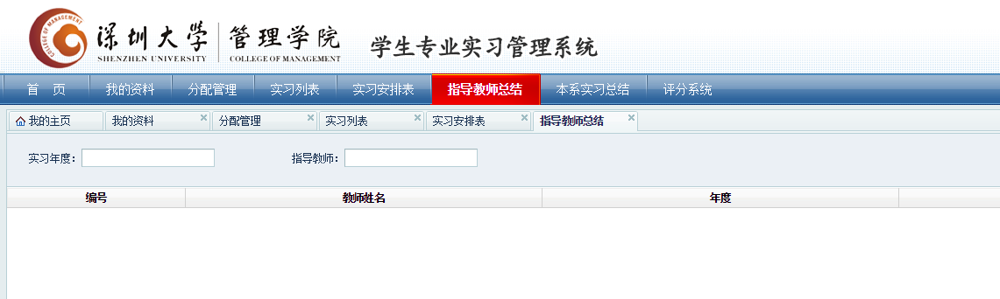 COLLEGE OF MANAGEMENT
深圳大学 管理学院
SHENZHEN UNIVERSITY COLLEGE OF MANAGEMENT
学生专业实习管理系统
首 页 我的资料 分配管理 实习列表 实习安排表 指导教师总结 本系实习总结 评分系统
我的主页 我的资料 分配管理 实习列表 实习安排表 指导教师总结
实习年度： 指导教师：
编号 教师姓名 年度